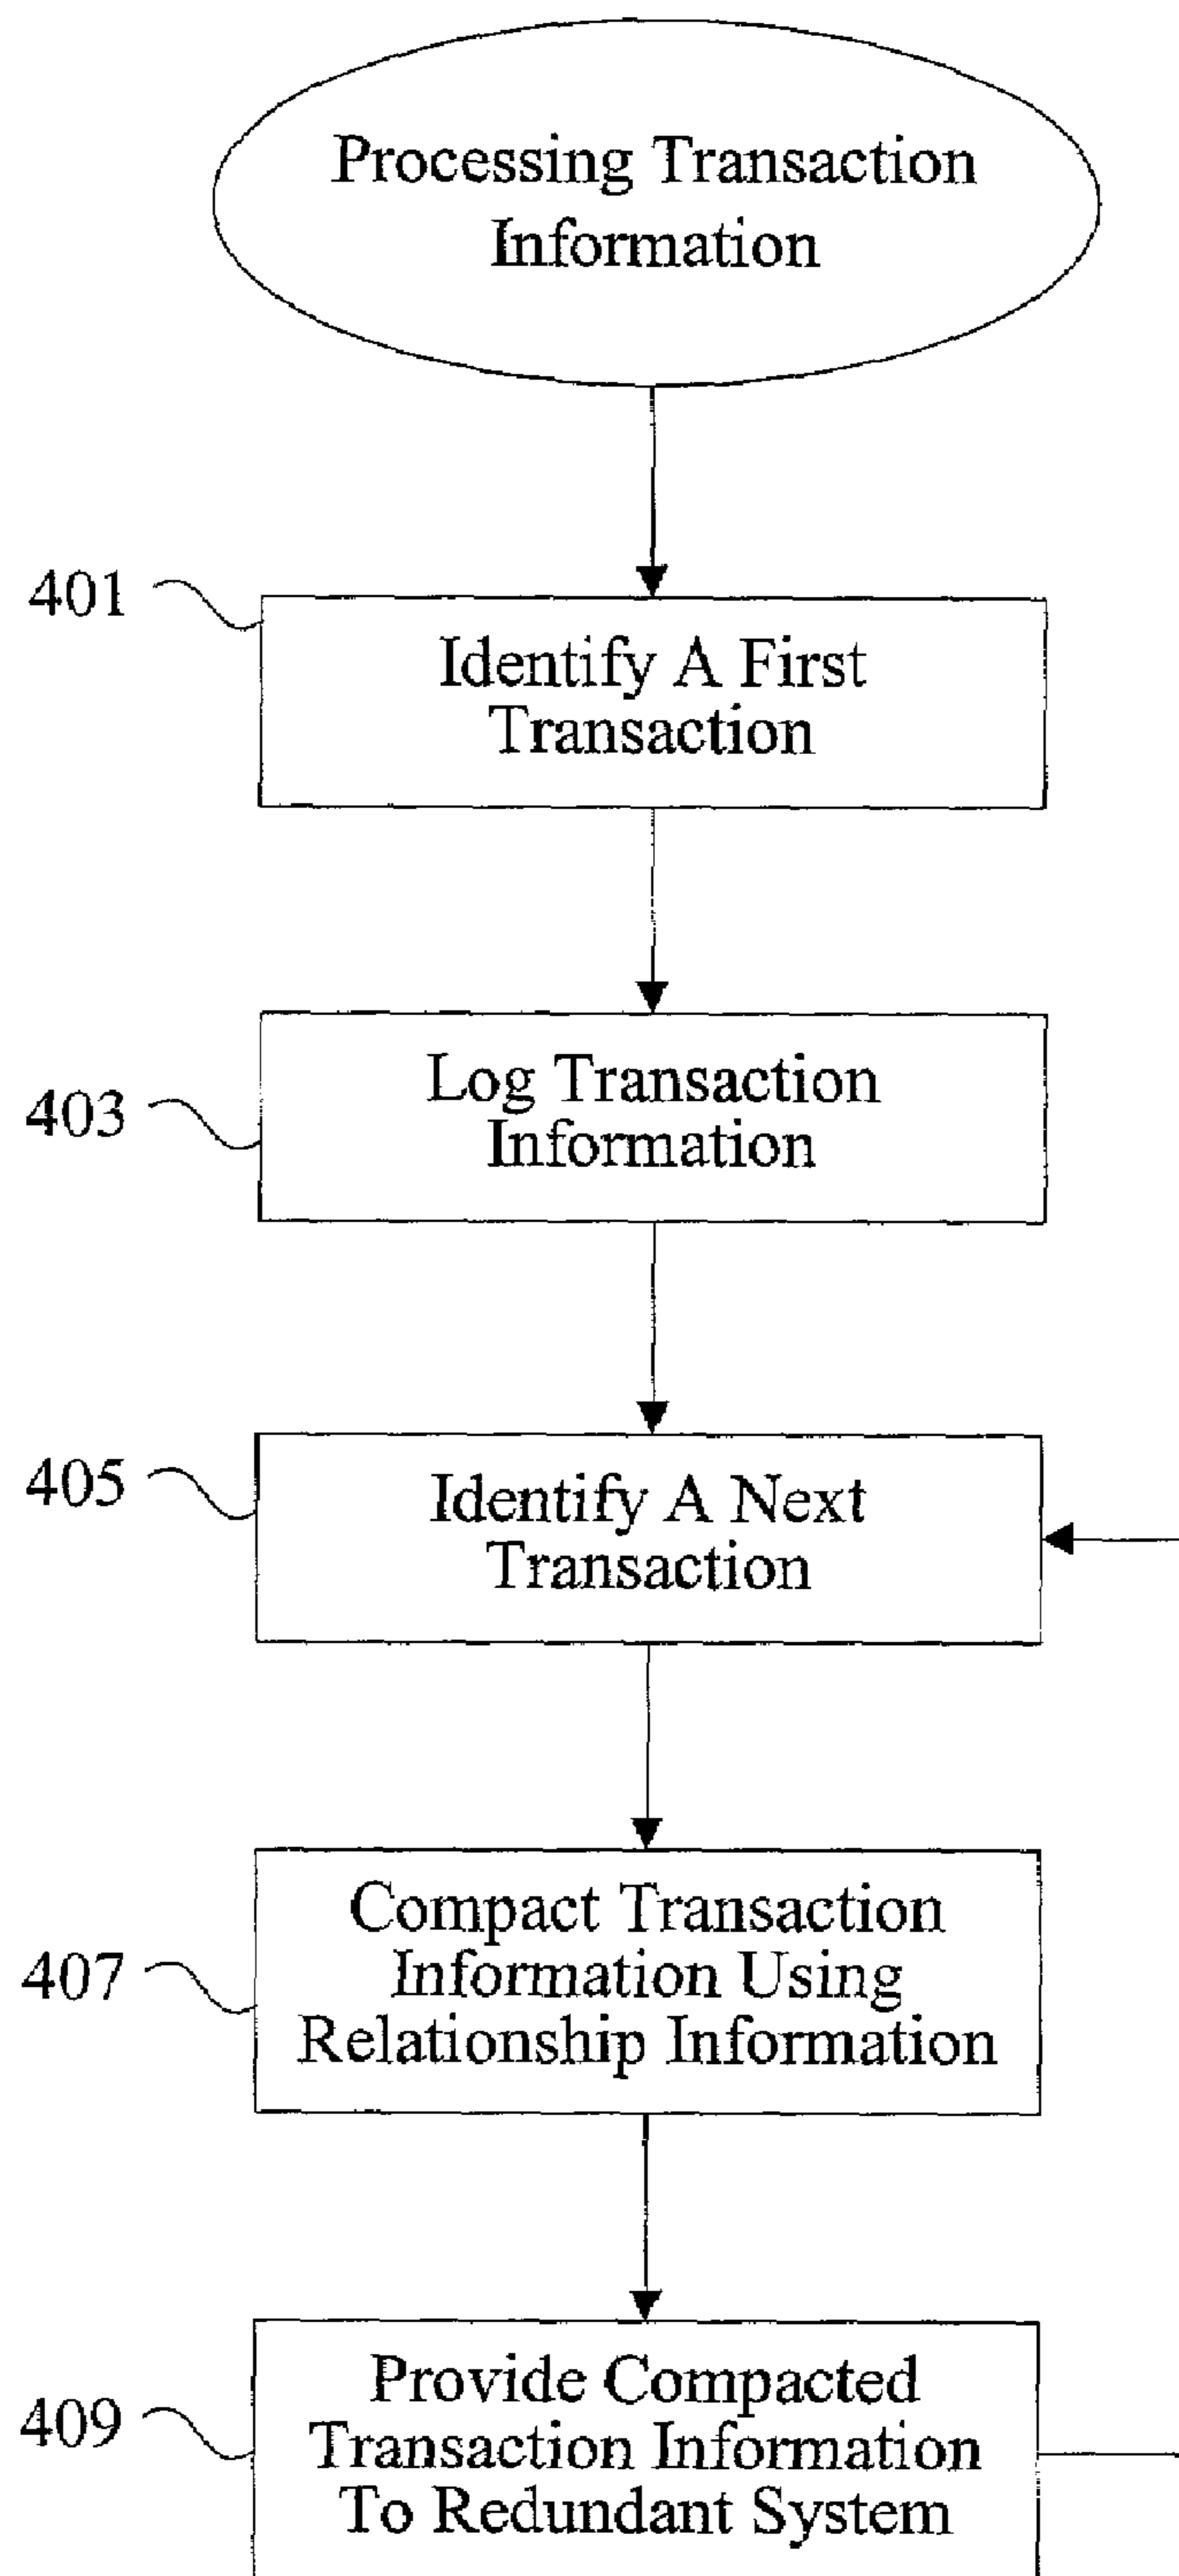 Processing Transaction
Information
401
Identify A First
Transaction
403
Log Transaction
Information
405
Identify A Next
Transaction
407
Compact Transaction
Information Using
Relationship Information
409
Provide Compacted
Transaction Information
To Redundant System